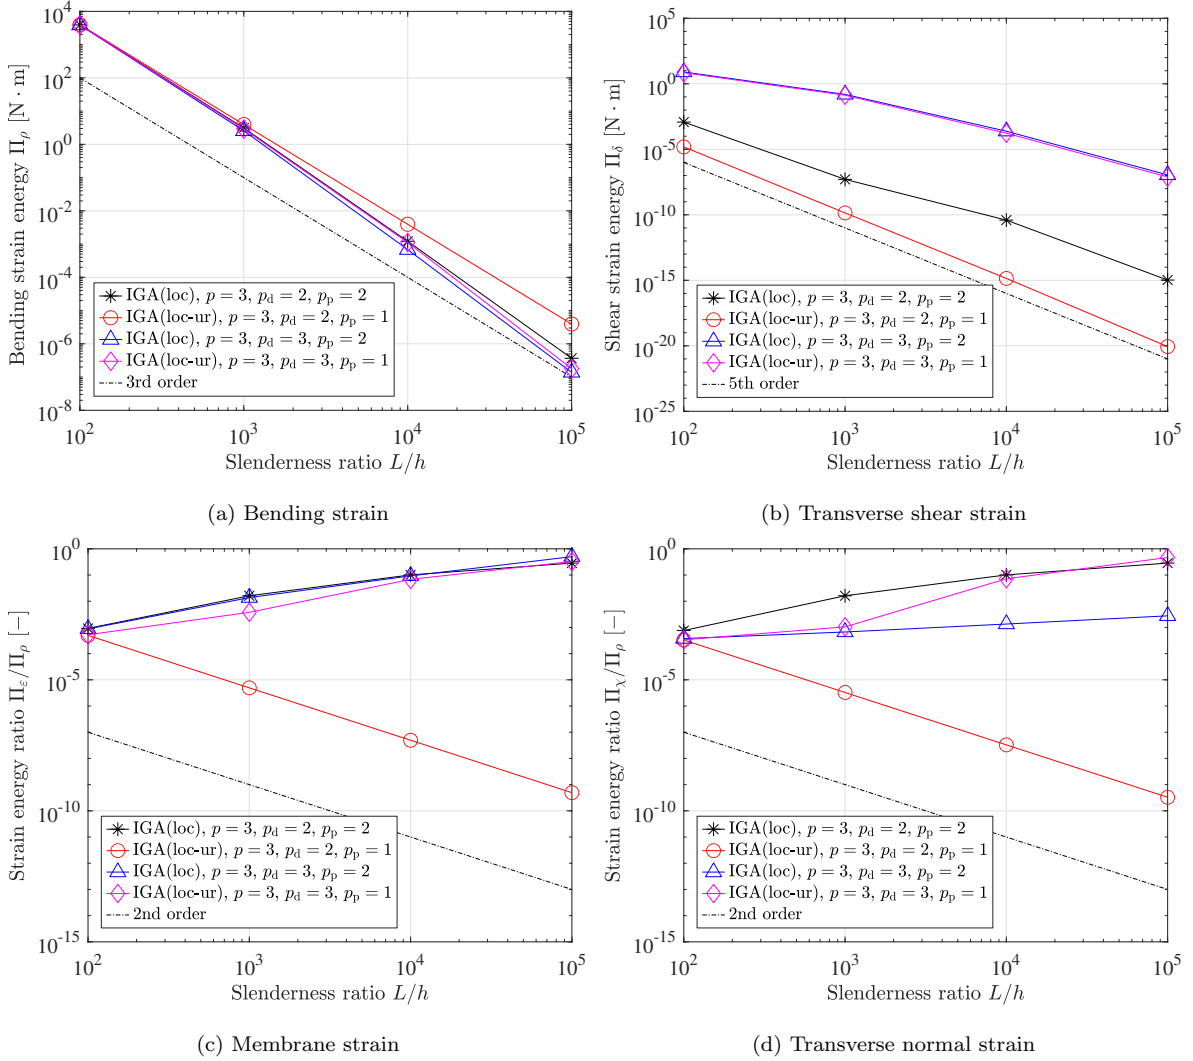 Bending strain energy Π_ρ [N · m]
10^4
10^2
10^0
10^-2
10^-4
10^-6
10^-8
IGA(loc), p = 3, p_d = 2, p_p = 2
IGA(loc-ur), p = 3, p_d = 2, p_p = 1
IGA(loc), p = 3, p_d = 3, p_p = 2
IGA(loc-ur), p = 3, p_d = 3, p_p = 1
3rd order
10^2 10^3 10^4 10^5
Slenderness ratio L/h
(a) Bending strain
Shear strain energy Π_δ [N · m]
10^5
10^0
10^-5
10^-10
10^-15
10^-20
10^-25
IGA(loc), p = 3, p_d = 2, p_p = 2
IGA(loc-ur), p = 3, p_d = 2, p_p = 1
IGA(loc), p = 3, p_d = 3, p_p = 2
IGA(loc-ur), p = 3, p_d = 3, p_p = 1
5th order
10^2 10^3 10^4 10^5
Slenderness ratio L/h
(b) Transverse shear strain
Strain energy ratio Π_ε/Π_ρ [−]
10^0
10^-5
10^-10
10^-15
IGA(loc), p = 3, p_d = 2, p_p = 2
IGA(loc-ur), p = 3, p_d = 2, p_p = 1
IGA(loc), p = 3, p_d = 3, p_p = 2
IGA(loc-ur), p = 3, p_d = 3, p_p = 1
2nd order
10^2 10^3 10^4 10^5
Slenderness ratio L/h
(c) Membrane strain
Strain energy ratio Π_χ/Π_ρ [−]
10^0
10^-5
10^-10
10^-15
IGA(loc), p = 3, p_d = 2, p_p = 2
IGA(loc-ur), p = 3, p_d = 2, p_p = 1
IGA(loc), p = 3, p_d = 3, p_p = 2
IGA(loc-ur), p = 3, p_d = 3, p_p = 1
2nd order
10^2 10^3 10^4 10^5
Slenderness ratio L/h
(d) Transverse normal strain